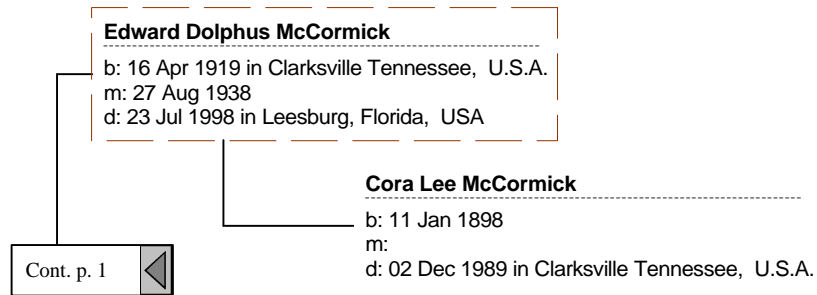 Edward Dolphus McCormick
b: 16 Apr 1919 in Clarksville Tennessee,  U.S.A.
m: 27 Aug 1938
d: 23 Jul 1998 in Leesburg, Florida,  USA
Cora Lee McCormick
b: 11 Jan 1898
m:
d: 02 Dec 1989 in Clarksville Tennessee,  U.S.A.
Cont. p. 1